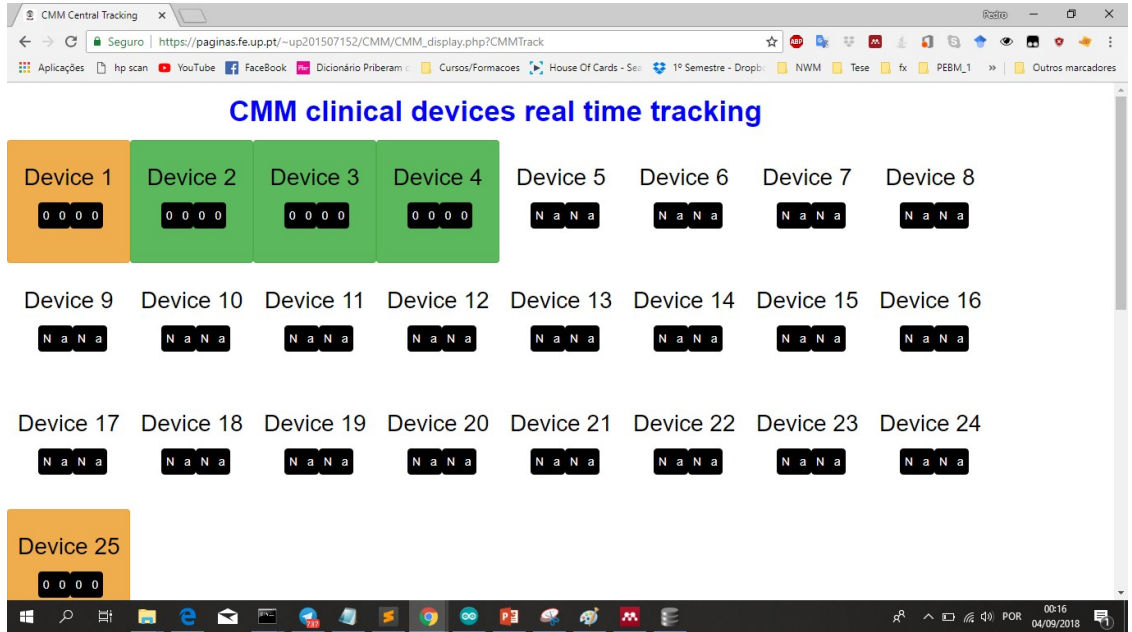 CMM Central Tracking
Pedro
Seguro | https://paginas.fe.up.pt/~up201507152/CMM/CMM_display.php?CMMTrack
Aplicações hp scan YouTube FaceBook Dicionário Priberam c Cursos/Formacoes House Of Cards - Sea 1º Semestre - Dropbo NWM Tese fx PEBM_1 » Outros marcadores
CMM clinical devices real time tracking
Device 1 Device 2 Device 3 Device 4 Device 5 Device 6 Device 7 Device 8
0 0 0 0 0 0 0 0 0 0 0 0 0 0 0 0 N a N a N a N a N a N a N a N a
Device 9 Device 10 Device 11 Device 12 Device 13 Device 14 Device 15 Device 16
N a N a N a N a N a N a N a N a N a N a N a N a N a N a N a N a
Device 17 Device 18 Device 19 Device 20 Device 21 Device 22 Device 23 Device 24
N a N a N a N a N a N a N a N a N a N a N a N a N a N a N a N a
Device 25
0 0 0 0
737
POR
00:16
04/09/2018
1